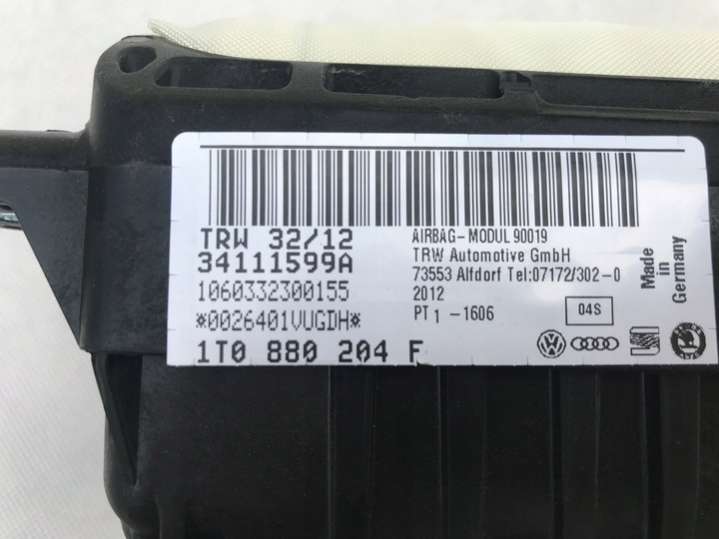 TRW 32/12
34111599A
1060332300155
*0026401VUGDH*
1T0 880 204 F
AIRBAG-MODUL 90019
TRW Automotive GmbH
73553 Alfdorf Tel:07172/302-0
2012
PT 1 -1606
04S
Made in
Germany